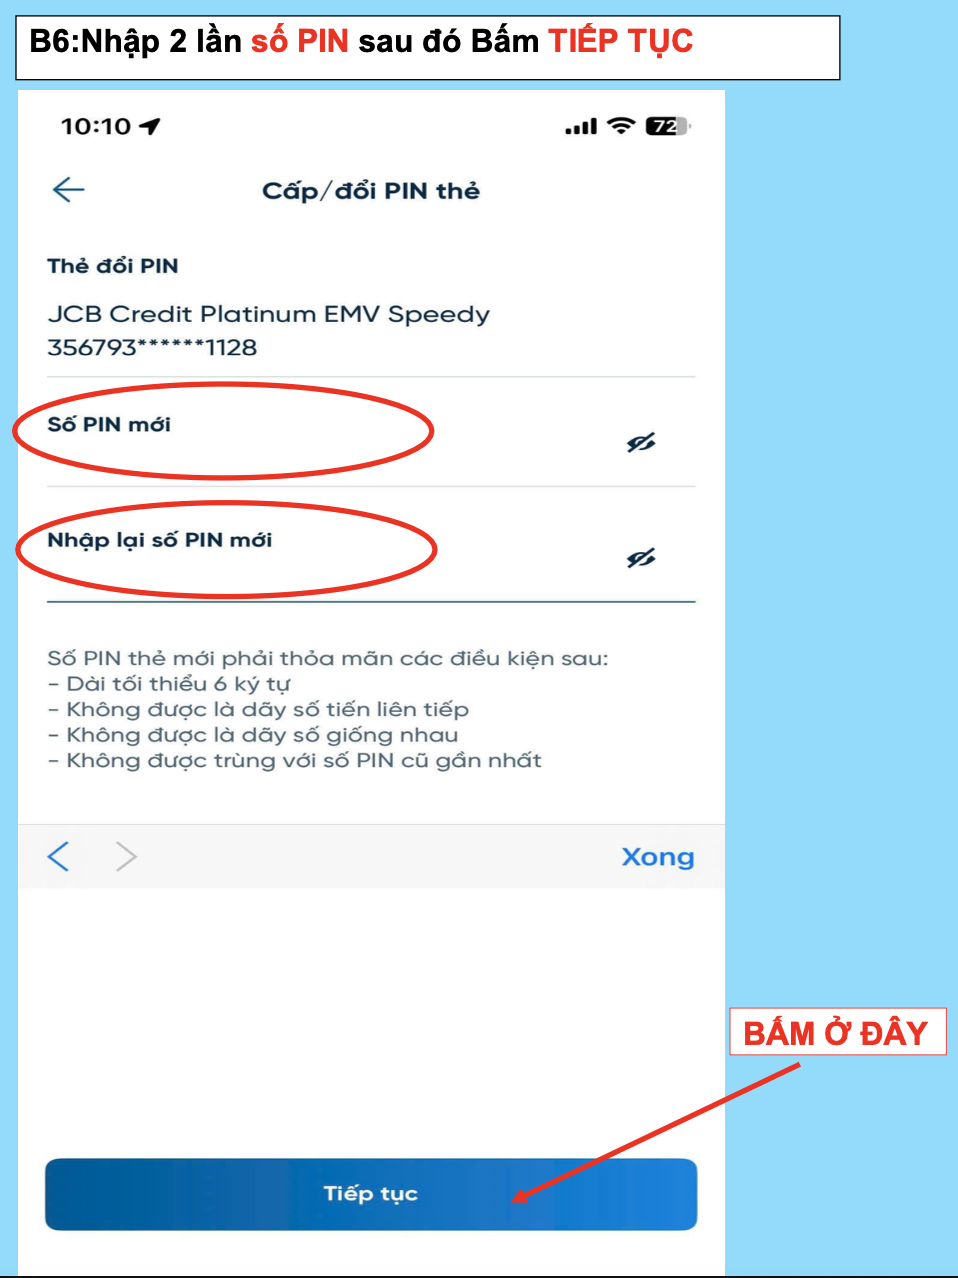 B6:Nhập 2 lần số PIN sau đó Bấm TIẾP TỤC
10:10
72
Cấp/đổi PIN thẻ
Thẻ đổi PIN
JCB Credit Platinum EMV Speedy
356793******1128
Số PIN mới
Nhập lại số PIN mới
Số PIN thẻ mới phải thỏa mãn các điều kiện sau:
- Dài tối thiểu 6 ký tự
- Không được là dãy số tiến liên tiếp
- Không được là dãy số giống nhau
- Không được trùng với số PIN cũ gần nhất
Xong
BẤM Ở ĐÂY
Tiếp tục